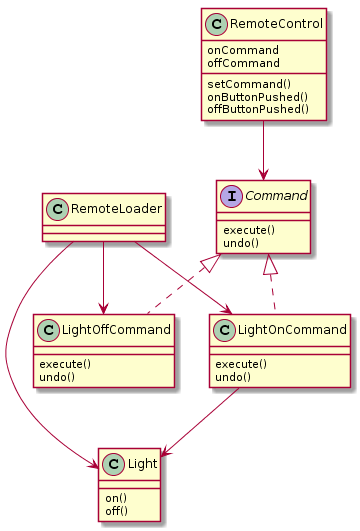 C RemoteControl
onCommand
offCommand
setCommand()
onButtonPushed()
offButtonPushed()
I Command
execute()
undo()
C RemoteLoader
C LightOffCommand
execute()
undo()
C LightOnCommand
execute()
undo()
C Light
on()
off()